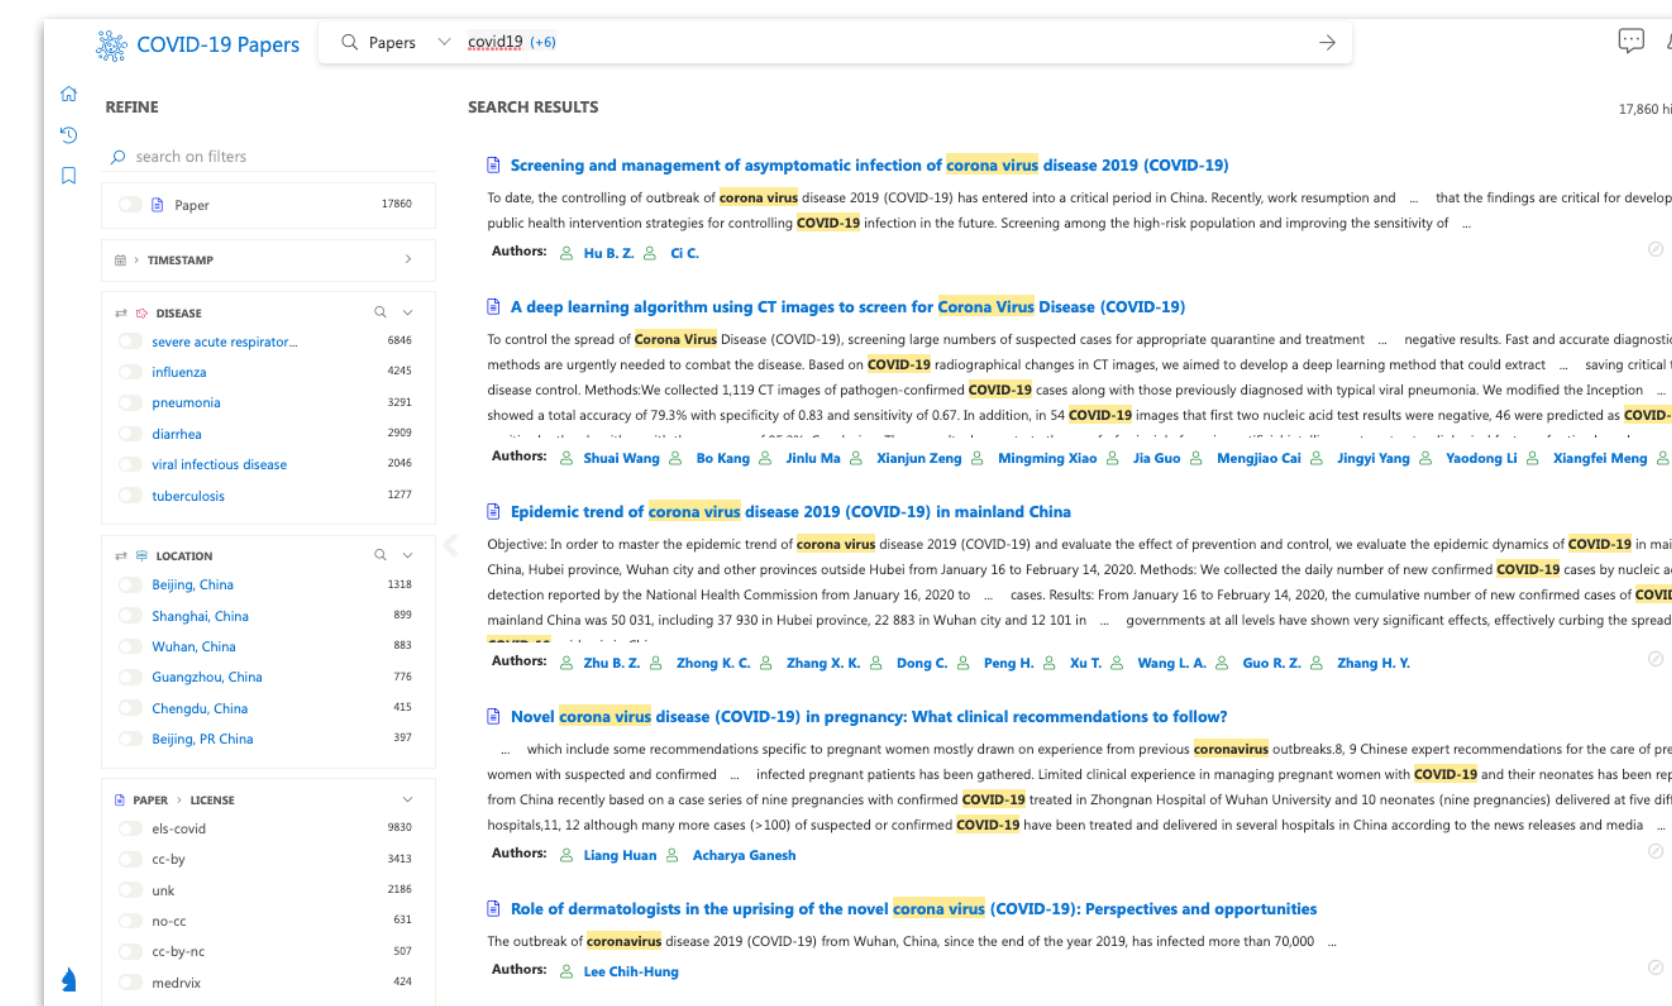 COVID-19 Papers
Papers
covid19 (+6)
REFINE
search on filters
Paper 17860
TIMESTAMP
DISEASE
severe acute respirator... 6846
influenza 4245
pneumonia 3291
diarrhea 2909
viral infectious disease 2046
tuberculosis 1277
LOCATION
Beijing, China 1318
Shanghai, China 899
Wuhan, China 883
Guangzhou, China 776
Chengdu, China 415
Beijing, PR China 397
PAPER > LICENSE
els-covid 9830
cc-by 3413
unk 2186
no-cc 631
cc-by-nc 507
medrvix 424
SEARCH RESULTS
17,860 hi
Screening and management of asymptomatic infection of corona virus disease 2019 (COVID-19)
To date, the controlling of outbreak of corona virus disease 2019 (COVID-19) has entered into a critical period in China. Recently, work resumption and ... that the findings are critical for develop
public health intervention strategies for controlling COVID-19 infection in the future. Screening among the high-risk population and improving the sensitivity of ...
Authors: Hu B. Z. Ci C.
A deep learning algorithm using CT images to screen for Corona Virus Disease (COVID-19)
To control the spread of Corona Virus Disease (COVID-19), screening large numbers of suspected cases for appropriate quarantine and treatment ... negative results. Fast and accurate diagnostic
methods are urgently needed to combat the disease. Based on COVID-19 radiographical changes in CT images, we aimed to develop a deep learning method that could extract ... saving critical t
disease control. Methods:We collected 1,119 CT images of pathogen-confirmed COVID-19 cases along with those previously diagnosed with typical viral pneumonia. We modified the Inception ...
showed a total accuracy of 79.3% with specificity of 0.83 and sensitivity of 0.67. In addition, in 54 COVID-19 images that first two nucleic acid test results were negative, 46 were predicted as COVID-
Authors: Shuai Wang Bo Kang Jinlu Ma Xianjun Zeng Mingming Xiao Jia Guo Mengjiao Cai Jingyi Yang Yaodong Li Xiangfei Meng
Epidemic trend of corona virus disease 2019 (COVID-19) in mainland China
Objective: In order to master the epidemic trend of corona virus disease 2019 (COVID-19) and evaluate the effect of prevention and control, we evaluate the epidemic dynamics of COVID-19 in mai
China, Hubei province, Wuhan city and other provinces outside Hubei from January 16 to February 14, 2020. Methods: We collected the daily number of new confirmed COVID-19 cases by nucleic a
detection reported by the National Health Commission from January 16, 2020 to ... cases. Results: From January 16 to February 14, 2020, the cumulative number of new confirmed cases of COVI
mainland China was 50 031, including 37 930 in Hubei province, 22 883 in Wuhan city and 12 101 in ... governments at all levels have shown very significant effects, effectively curbing the spread
Authors: Zhu B. Z. Zhong K. C. Zhang X. K. Dong C. Peng H. Xu T. Wang L. A. Guo R. Z. Zhang H. Y.
Novel corona virus disease (COVID-19) in pregnancy: What clinical recommendations to follow?
... which include some recommendations specific to pregnant women mostly drawn on experience from previous coronavirus outbreaks.8, 9 Chinese expert recommendations for the care of pre
women with suspected and confirmed ... infected pregnant patients has been gathered. Limited clinical experience in managing pregnant women with COVID-19 and their neonates has been rep
from China recently based on a case series of nine pregnancies with confirmed COVID-19 treated in Zhongnan Hospital of Wuhan University and 10 neonates (nine pregnancies) delivered at five dif
hospitals,11, 12 although many more cases (>100) of suspected or confirmed COVID-19 have been treated and delivered in several hospitals in China according to the news releases and media ...
Authors: Liang Huan Acharya Ganesh
Role of dermatologists in the uprising of the novel corona virus (COVID-19): Perspectives and opportunities
The outbreak of coronavirus disease 2019 (COVID-19) from Wuhan, China, since the end of the year 2019, has infected more than 70,000 ...
Authors: Lee Chih-Hung